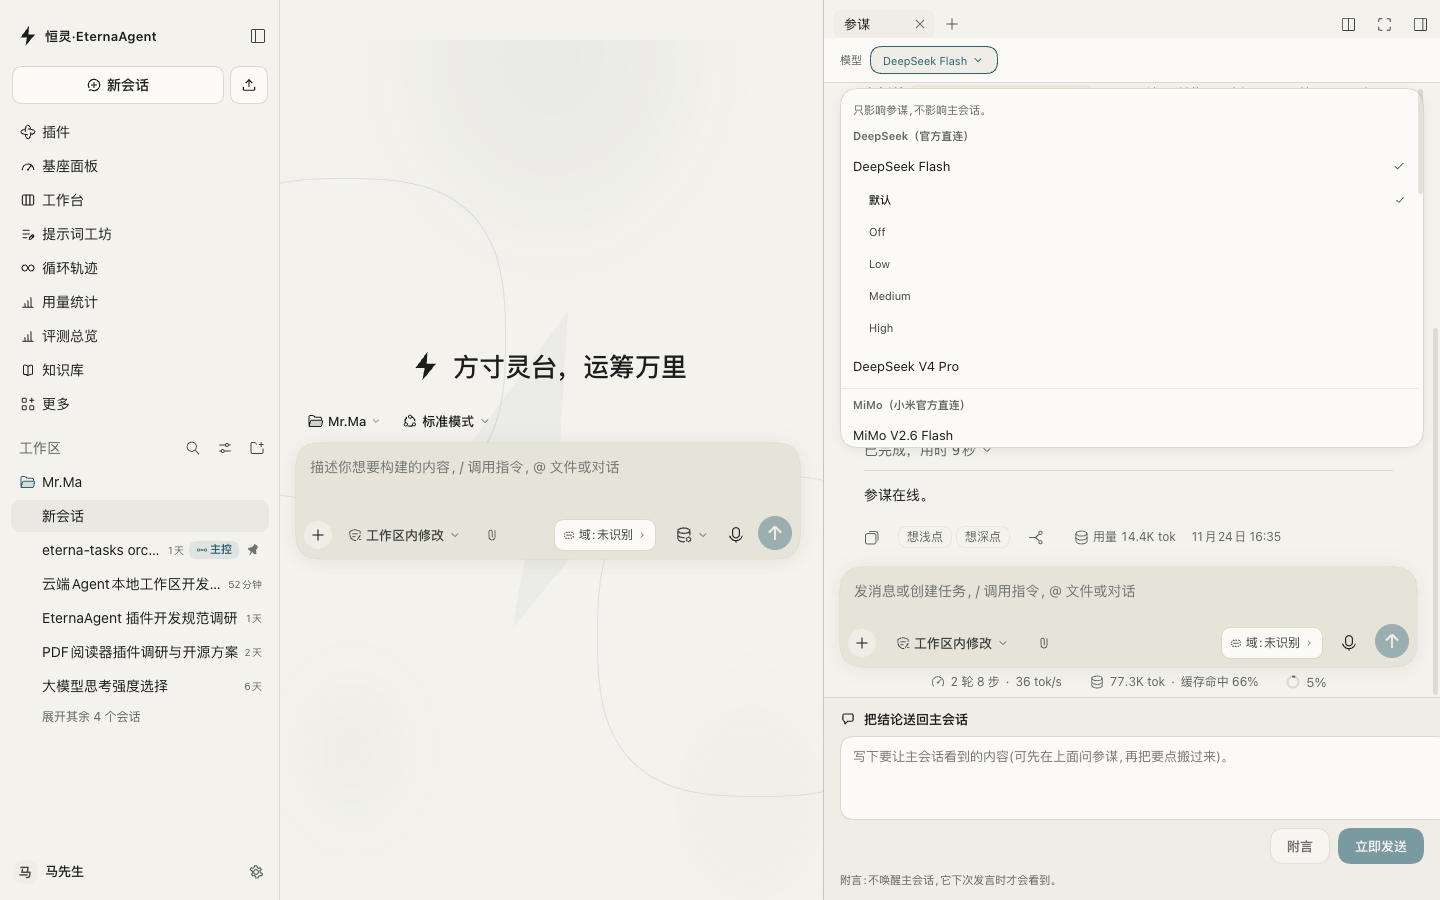 恒灵·EternaAgent
新会话
插件
基座面板
工作台
提示词工坊
循环轨迹
用量统计
评测总览
知识库
更多
工作区
Mr.Ma
新会话
eterna-tasks orc... 1天 主控
云端Agent本地工作区开发... 52分钟
EternaAgent 插件开发规范调研 1天
PDF阅读器插件调研与开源方案 2天
大模型思考强度选择 6天
展开其余 4 个会话
马 马先生
方寸灵台，运筹万里
Mr.Ma 标准模式
描述你想要构建的内容, / 调用指令, @ 文件或对话
工作区内修改 域:未识别
参谋
模型 DeepSeek Flash
只影响参谋,不影响主会话。
DeepSeek（官方直连）
DeepSeek Flash
默认
Off
Low
Medium
High
DeepSeek V4 Pro
MiMo（小米官方直连）
MiMo V2.6 Flash
已完成，用时 9秒
参谋在线。
想浅点 想深点 用量 14.4K tok 11月24日 16:35
发消息或创建任务, / 调用指令, @ 文件或对话
工作区内修改 域:未识别
2 轮 8 步 · 36 tok/s 77.3K tok · 缓存命中 66% 5%
把结论送回主会话
写下要让主会话看到的内容(可先在上面问参谋,再把要点搬过来)。
附言 立即发送
附言:不唤醒主会话,它下次发言时才会看到。